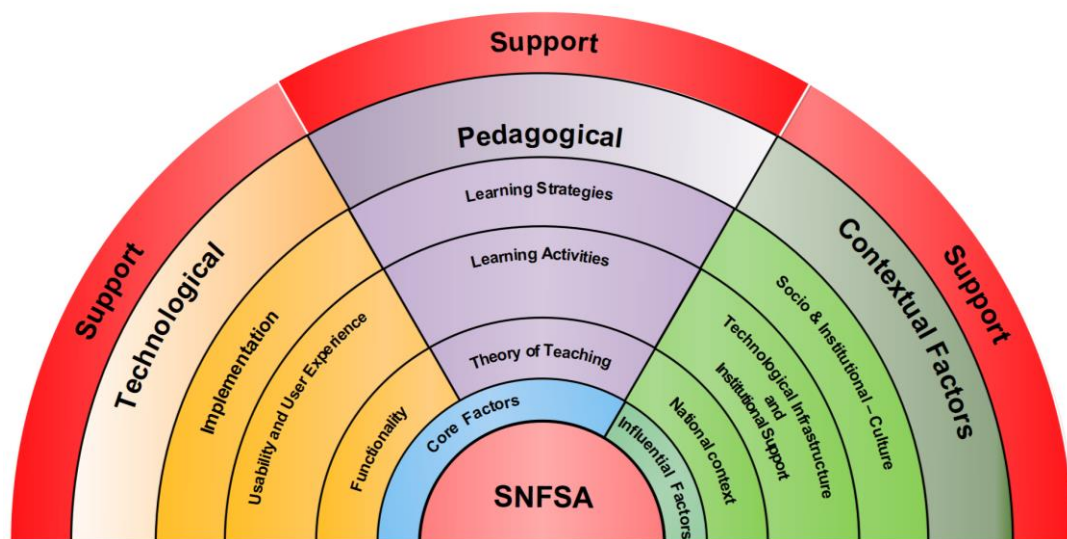 Support
Support
Support
Technological
Implementation
Usability and User Experience
Functionality
Pedagogical
Learning Strategies
Learning Activities
Theory of Teaching
Contextual Factors
Socio & Institutional – Culture
Technological Infrastructure
and
Institutional Support
National context
Core Factors
Influential Factors
SNFSA